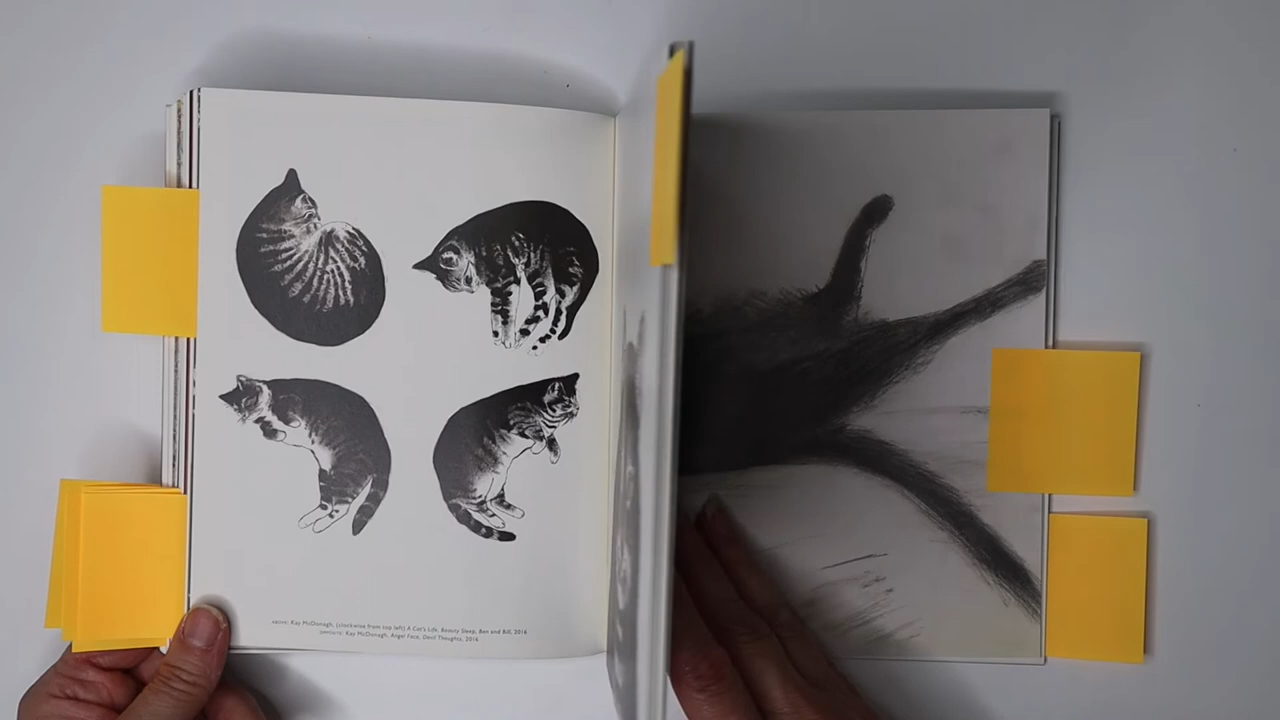 ABOVE: Kay McDonagh, (clockwise from top left) A Cat's Life, Beauty Sleep, Ben and Bill, 2016
OPPOSITE: Kay McDonagh, Angel Face, Devil Thoughts, 2016